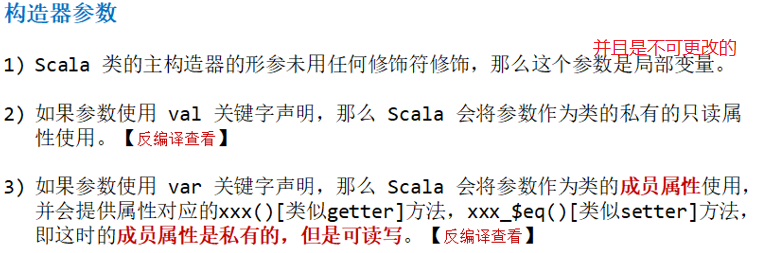 构造器参数
并且是不可更改的
1) Scala 类的主构造器的形参未用任何修饰符修饰，那么这个参数是局部变量。
2) 如果参数使用 val 关键字声明，那么 Scala 会将参数作为类的私有的只读属
性使用。【反编译查看】
3) 如果参数使用 var 关键字声明，那么 Scala 会将参数作为类的成员属性使用，
并会提供属性对应的xxx()[类似getter]方法，xxx_$eq()[类似setter]方法，
即这时的成员属性是私有的，但是可读写。【反编译查看】